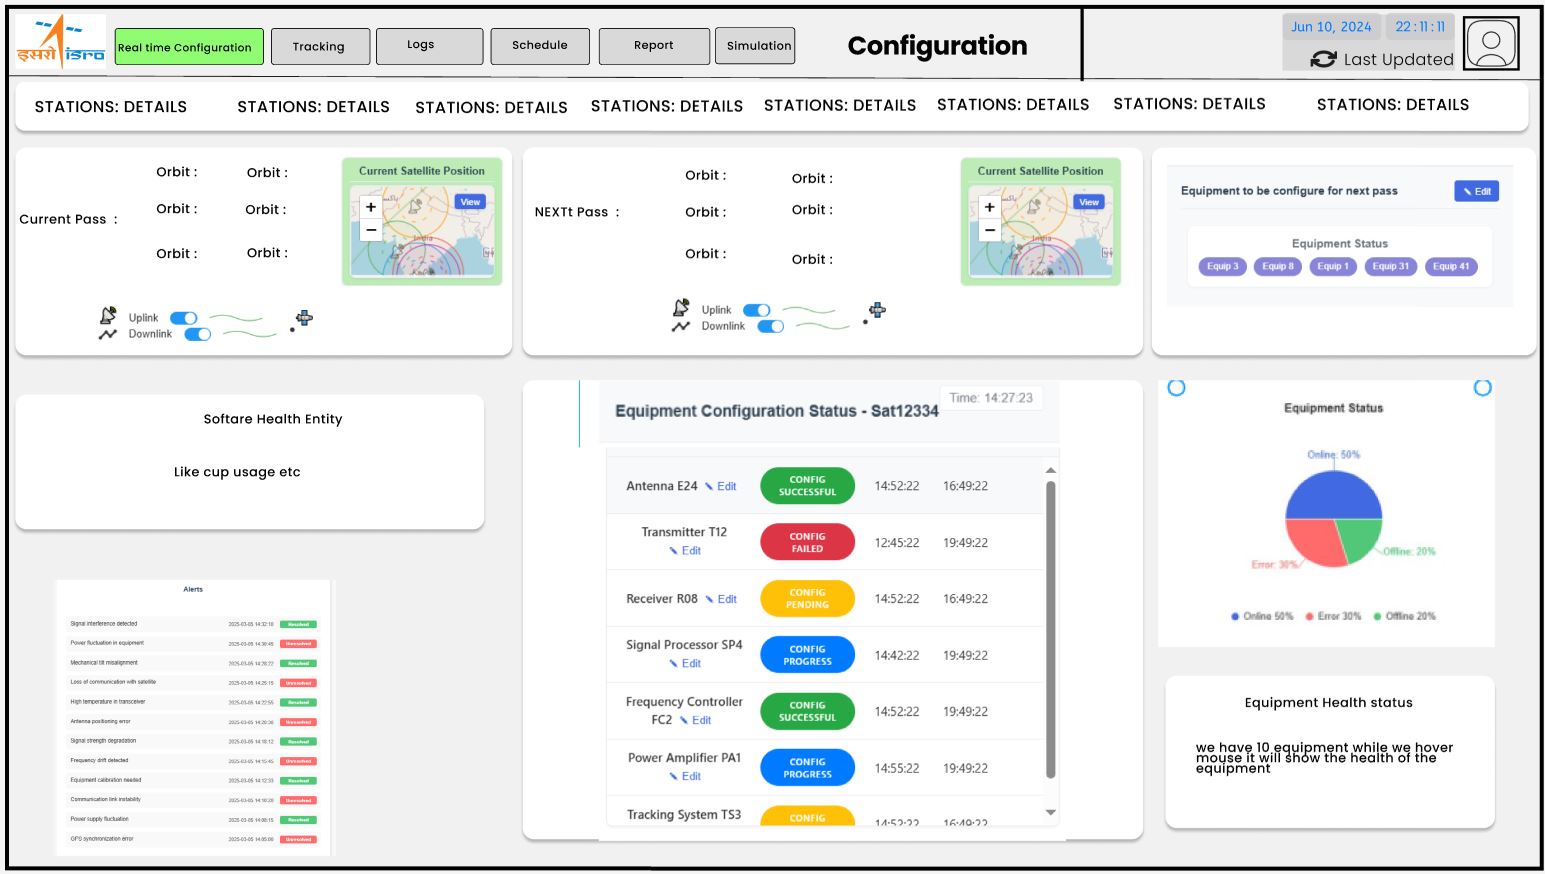 इसरो isro
Real time Configuration
Tracking
Logs
Schedule
Report
Simulation
Configuration
Jun 10, 2024
22:11:11
Last Updated
STATIONS: DETAILS
STATIONS: DETAILS
STATIONS: DETAILS
STATIONS: DETAILS
STATIONS: DETAILS
STATIONS: DETAILS
STATIONS: DETAILS
STATIONS: DETAILS
Current Pass :
Orbit :
Orbit :
Orbit :
Orbit :
Orbit :
Orbit :
Current Satellite Position
+
−
View
India
Uplink
Downlink
NEXTt Pass :
Orbit :
Orbit :
Orbit :
Orbit :
Orbit :
Orbit :
Current Satellite Position
+
−
View
India
Uplink
Downlink
Equipment to be configure for next pass
Edit
Equipment Status
Equip 3
Equip 8
Equip 1
Equip 31
Equip 41
Softare Health Entity
Like cup usage etc
Alerts
Signal interference detected 2025-03-05 14:32:10 Resolved
Power fluctuation in equipment 2025-03-05 14:30:45 Unresolved
Mechanical tilt misalignment 2025-03-05 14:28:22 Resolved
Loss of communication with satellite 2025-03-05 14:25:15 Unresolved
High temperature in transceiver 2025-03-05 14:22:55 Resolved
Antenna positioning error 2025-03-05 14:20:30 Unresolved
Signal strength degradation 2025-03-05 14:18:12 Resolved
Frequency drift detected 2025-03-05 14:15:45 Unresolved
Equipment calibration needed 2025-03-05 14:12:33 Resolved
Communication link instability 2025-03-05 14:10:20 Unresolved
Power supply fluctuation 2025-03-05 14:08:15 Resolved
GPS synchronization error 2025-03-05 14:05:00 Unresolved
Equipment Configuration Status - Sat12334
Time: 14:27:23
Antenna E24 Edit CONFIG SUCCESSFUL 14:52:22 16:49:22
Transmitter T12 Edit CONFIG FAILED 12:45:22 19:49:22
Receiver R08 Edit CONFIG PENDING 14:52:22 16:49:22
Signal Processor SP4 Edit CONFIG PROGRESS 14:42:22 19:49:22
Frequency Controller FC2 Edit CONFIG SUCCESSFUL 14:52:22 19:49:22
Power Amplifier PA1 Edit CONFIG PROGRESS 14:55:22 19:49:22
Tracking System TS3 CONFIG 14:52:22 16:49:22
Equipment Status
Online: 50%
Offline: 20%
Error: 30%
Online 50%
Error 30%
Offline 20%
Equipment Health status
we have 10 equipment while we hover
mouse it will show the health of the
equipment